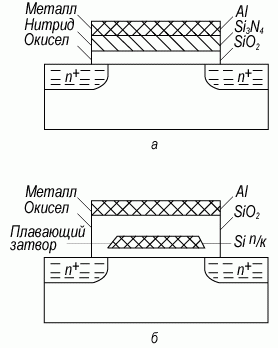 Металл
Нитрид
Окисел
Al
Si₃N₄
SiO₂
n+
n+
а
Металл
Окисел
Плавающий
затвор
Al
SiO₂
Si п/к
n+
n+
б